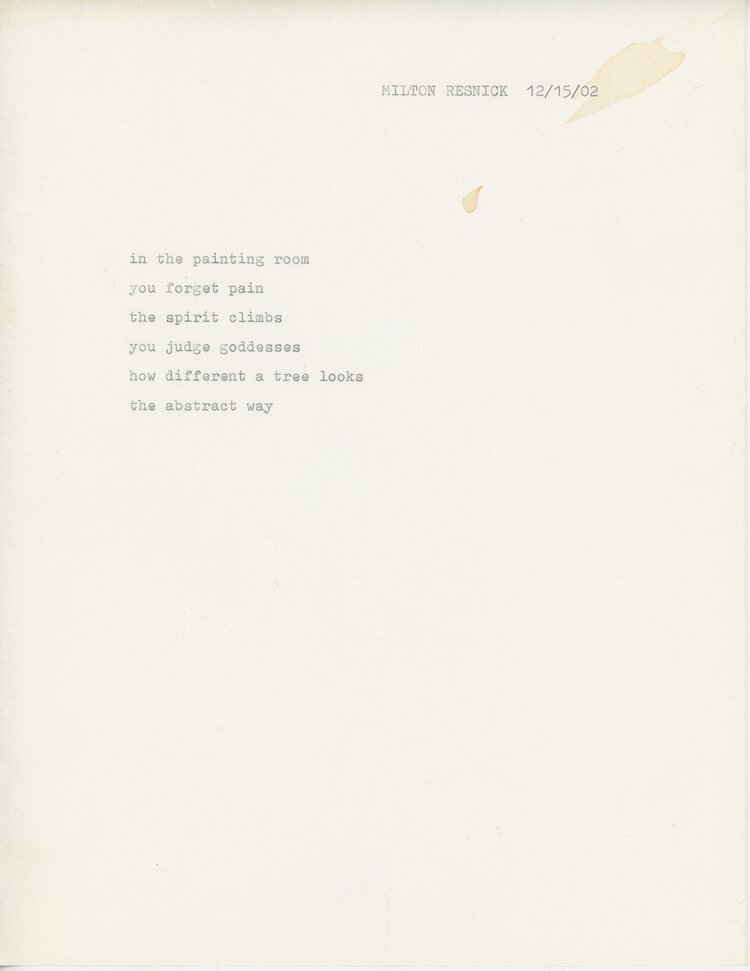 MILTON RESNICK 12/15/02
in the painting room
you forget pain
the spirit climbs
you judge goddesses
how different a tree looks
the abstract way